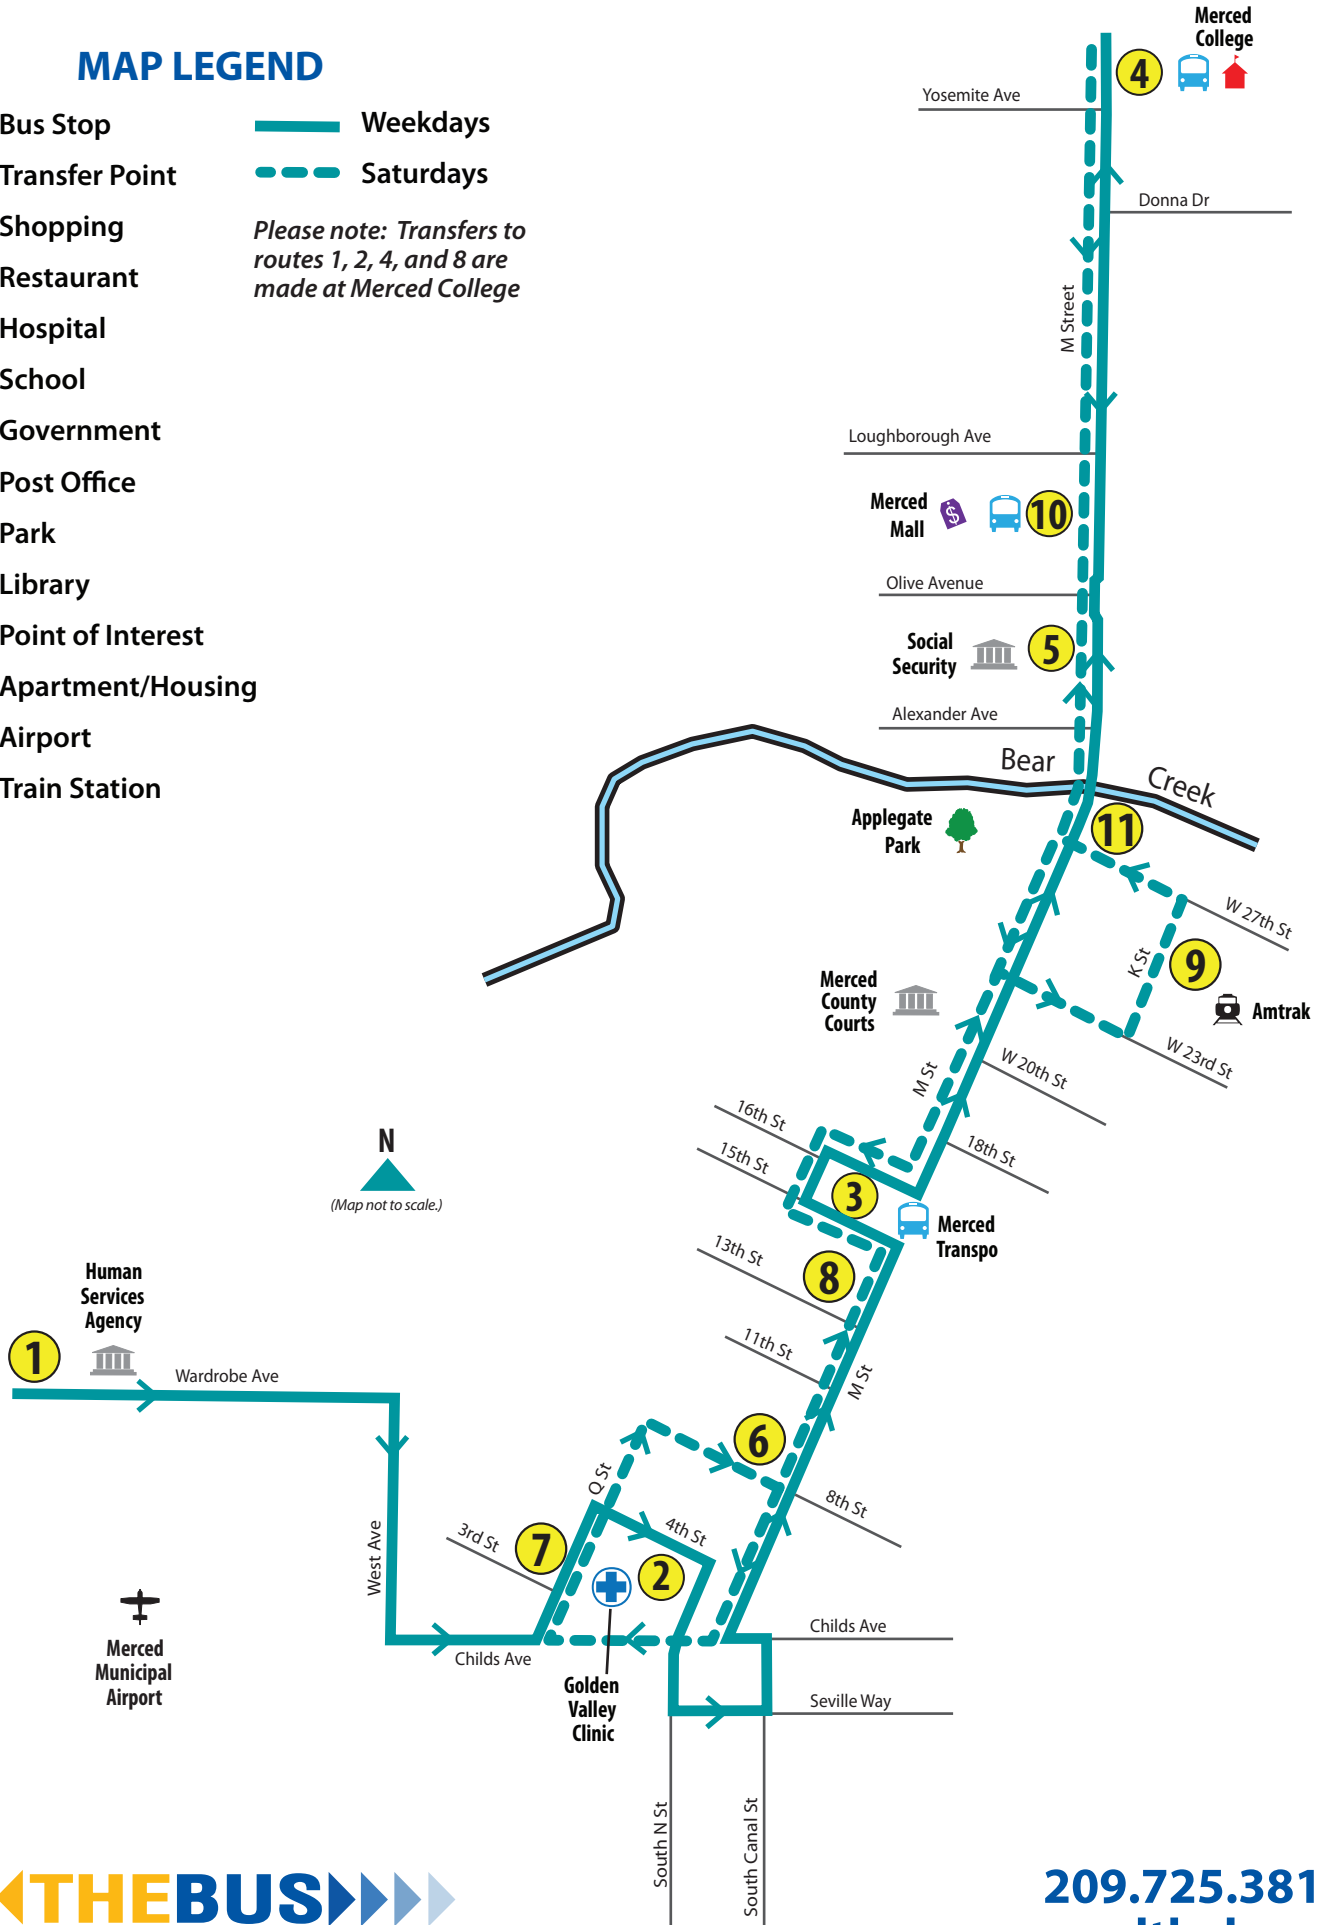 MAP LEGEND
Bus Stop
Transfer Point
Shopping
Restaurant
Hospital
School
Government
Post Office
Park
Library
Point of Interest
Apartment/Housing
Airport
Train Station
Weekdays
Saturdays
Please note: Transfers to
routes 1, 2, 4, and 8 are
made at Merced College
Merced
College
4
Yosemite Ave
Donna Dr
M Street
Loughborough Ave
Merced
Mall
$
10
Olive Avenue
Social
Security
5
Alexander Ave
Bear
Creek
Applegate
Park
11
W 27th St
K St
9
Amtrak
Merced
County
Courts
W 23rd St
W 20th St
M St
16th St
18th St
15th St
3
Merced
Transpo
N
(Map not to scale.)
13th St
8
11th St
M St
Human
Services
Agency
1
Wardrobe Ave
6
Q St
8th St
4th St
3rd St
7
2
West Ave
Childs Ave
Childs Ave
Merced
Municipal
Airport
Golden
Valley
Clinic
Seville Way
South N St
South Canal St
THEBUS
209.725.381